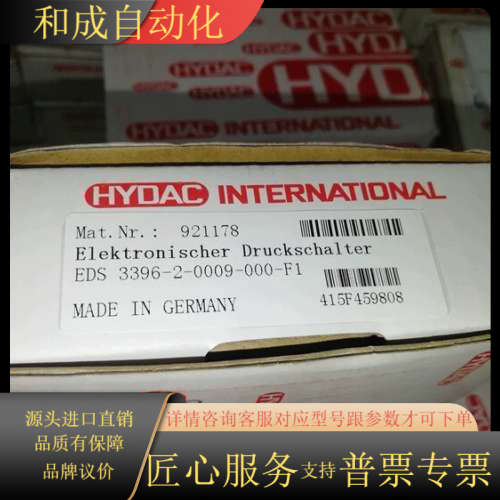 和成自动化
HYDAC
INTERNATIONAL
HYDAC INTERNATIONAL
Mat.Nr.: 921178
Elektronischer Druckschalter
EDS 3396-2-0009-000-F1
MADE IN GERMANY
415F459808
源头进口直销
品质有保障
品牌议价
详情咨询客服对应型号跟参数才可下单
匠心服务 支持 普票专票